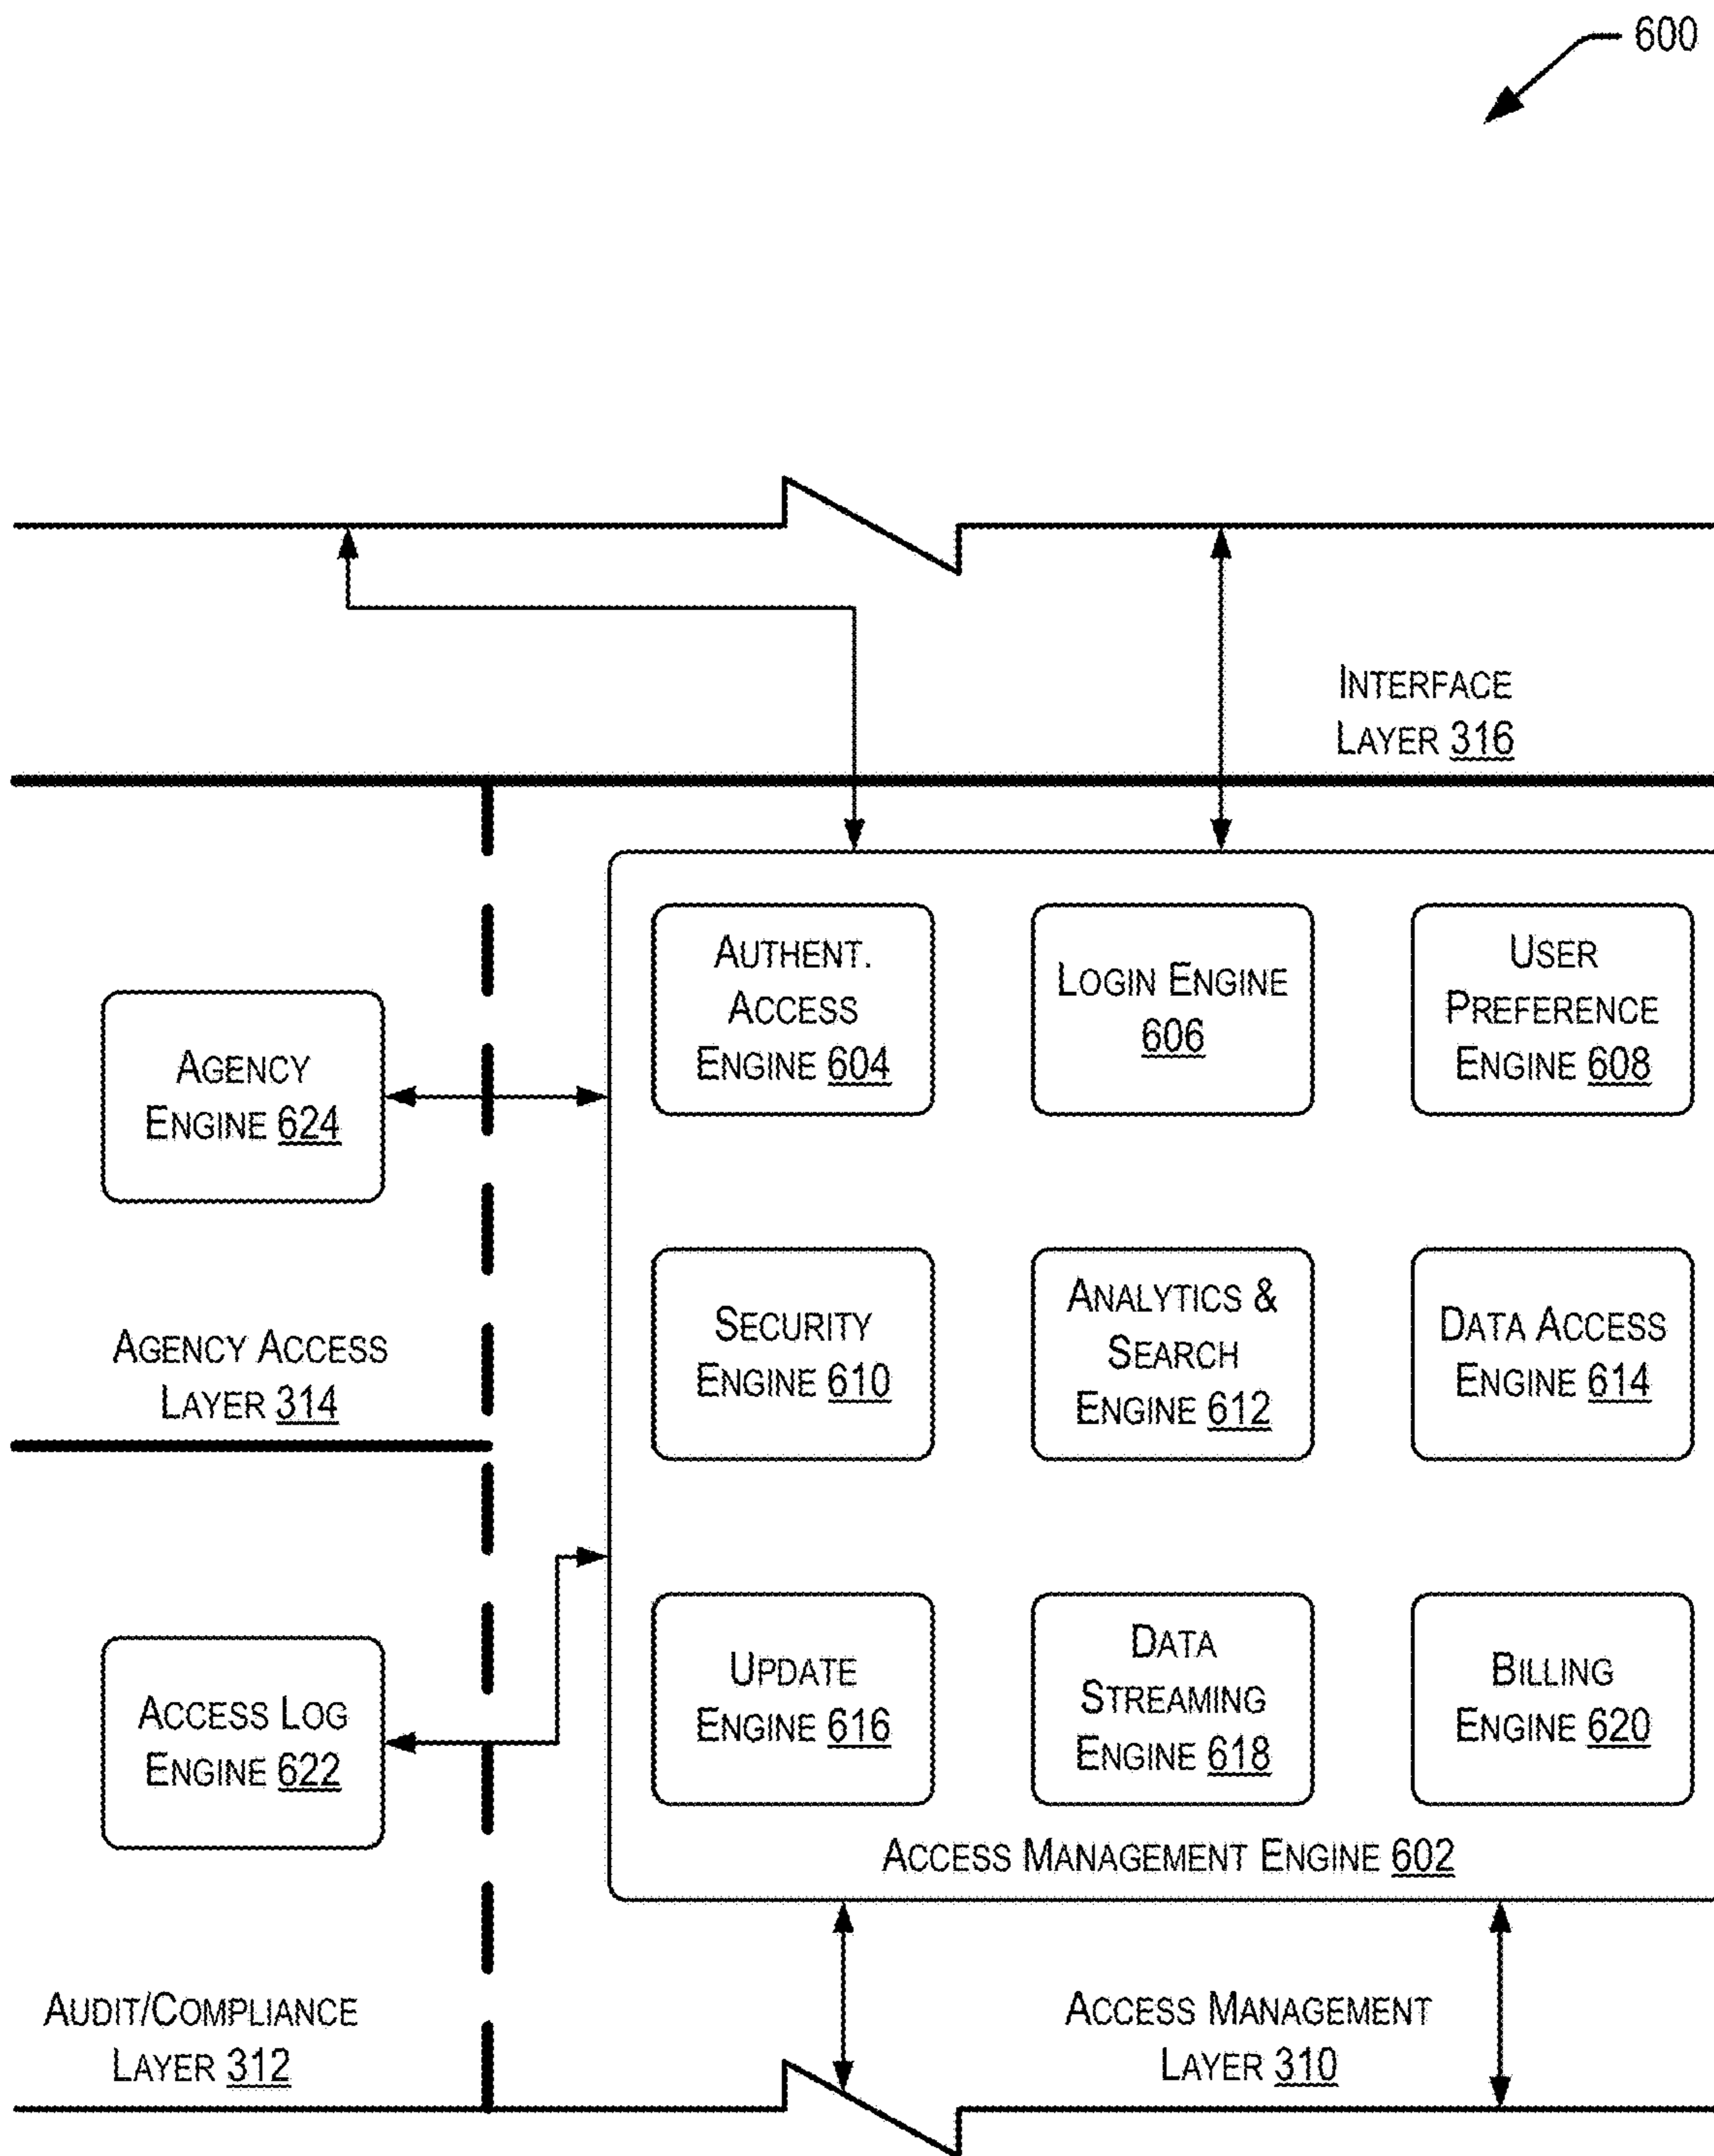 600
INTERFACE
LAYER 316
AUTHENT.
ACCESS
ENGINE 604
LOGIN ENGINE
606
USER
PREFERENCE
ENGINE 608
AGENCY
ENGINE 624
SECURITY
ENGINE 610
ANALYTICS &
SEARCH
ENGINE 612
DATA ACCESS
ENGINE 614
AGENCY ACCESS
LAYER 314
UPDATE
ENGINE 616
DATA
STREAMING
ENGINE 618
BILLING
ENGINE 620
ACCESS LOG
ENGINE 622
ACCESS MANAGEMENT ENGINE 602
AUDIT/COMPLIANCE
LAYER 312
ACCESS MANAGEMENT
LAYER 310